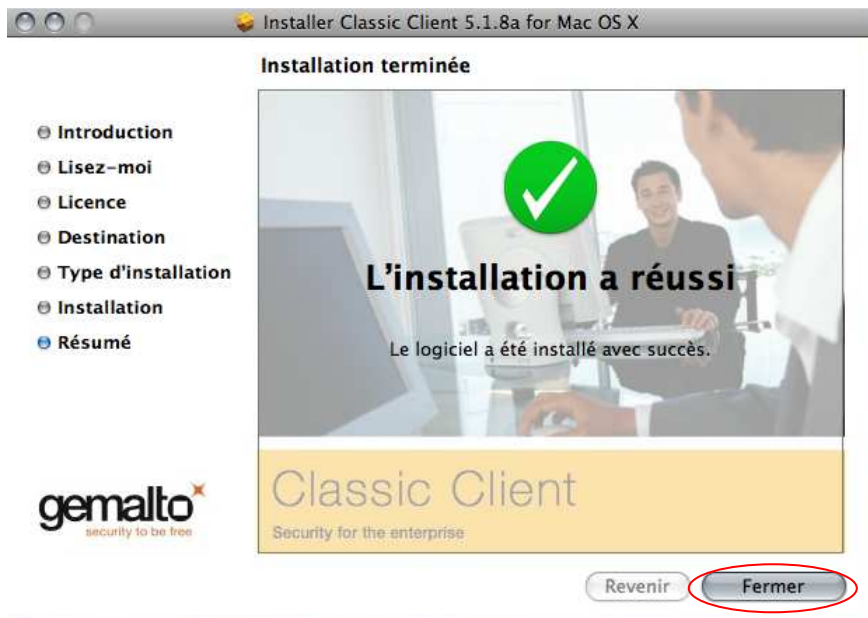 Installer Classic Client 5.1.8a for Mac OS X
Installation terminée
Introduction
Lisez-moi
Licence
Destination
Type d'installation
Installation
Résumé
L'installation a réussi
Le logiciel a été installé avec succès.
gemalto
security to be free
Classic Client
Security for the enterprise
Revenir
Fermer